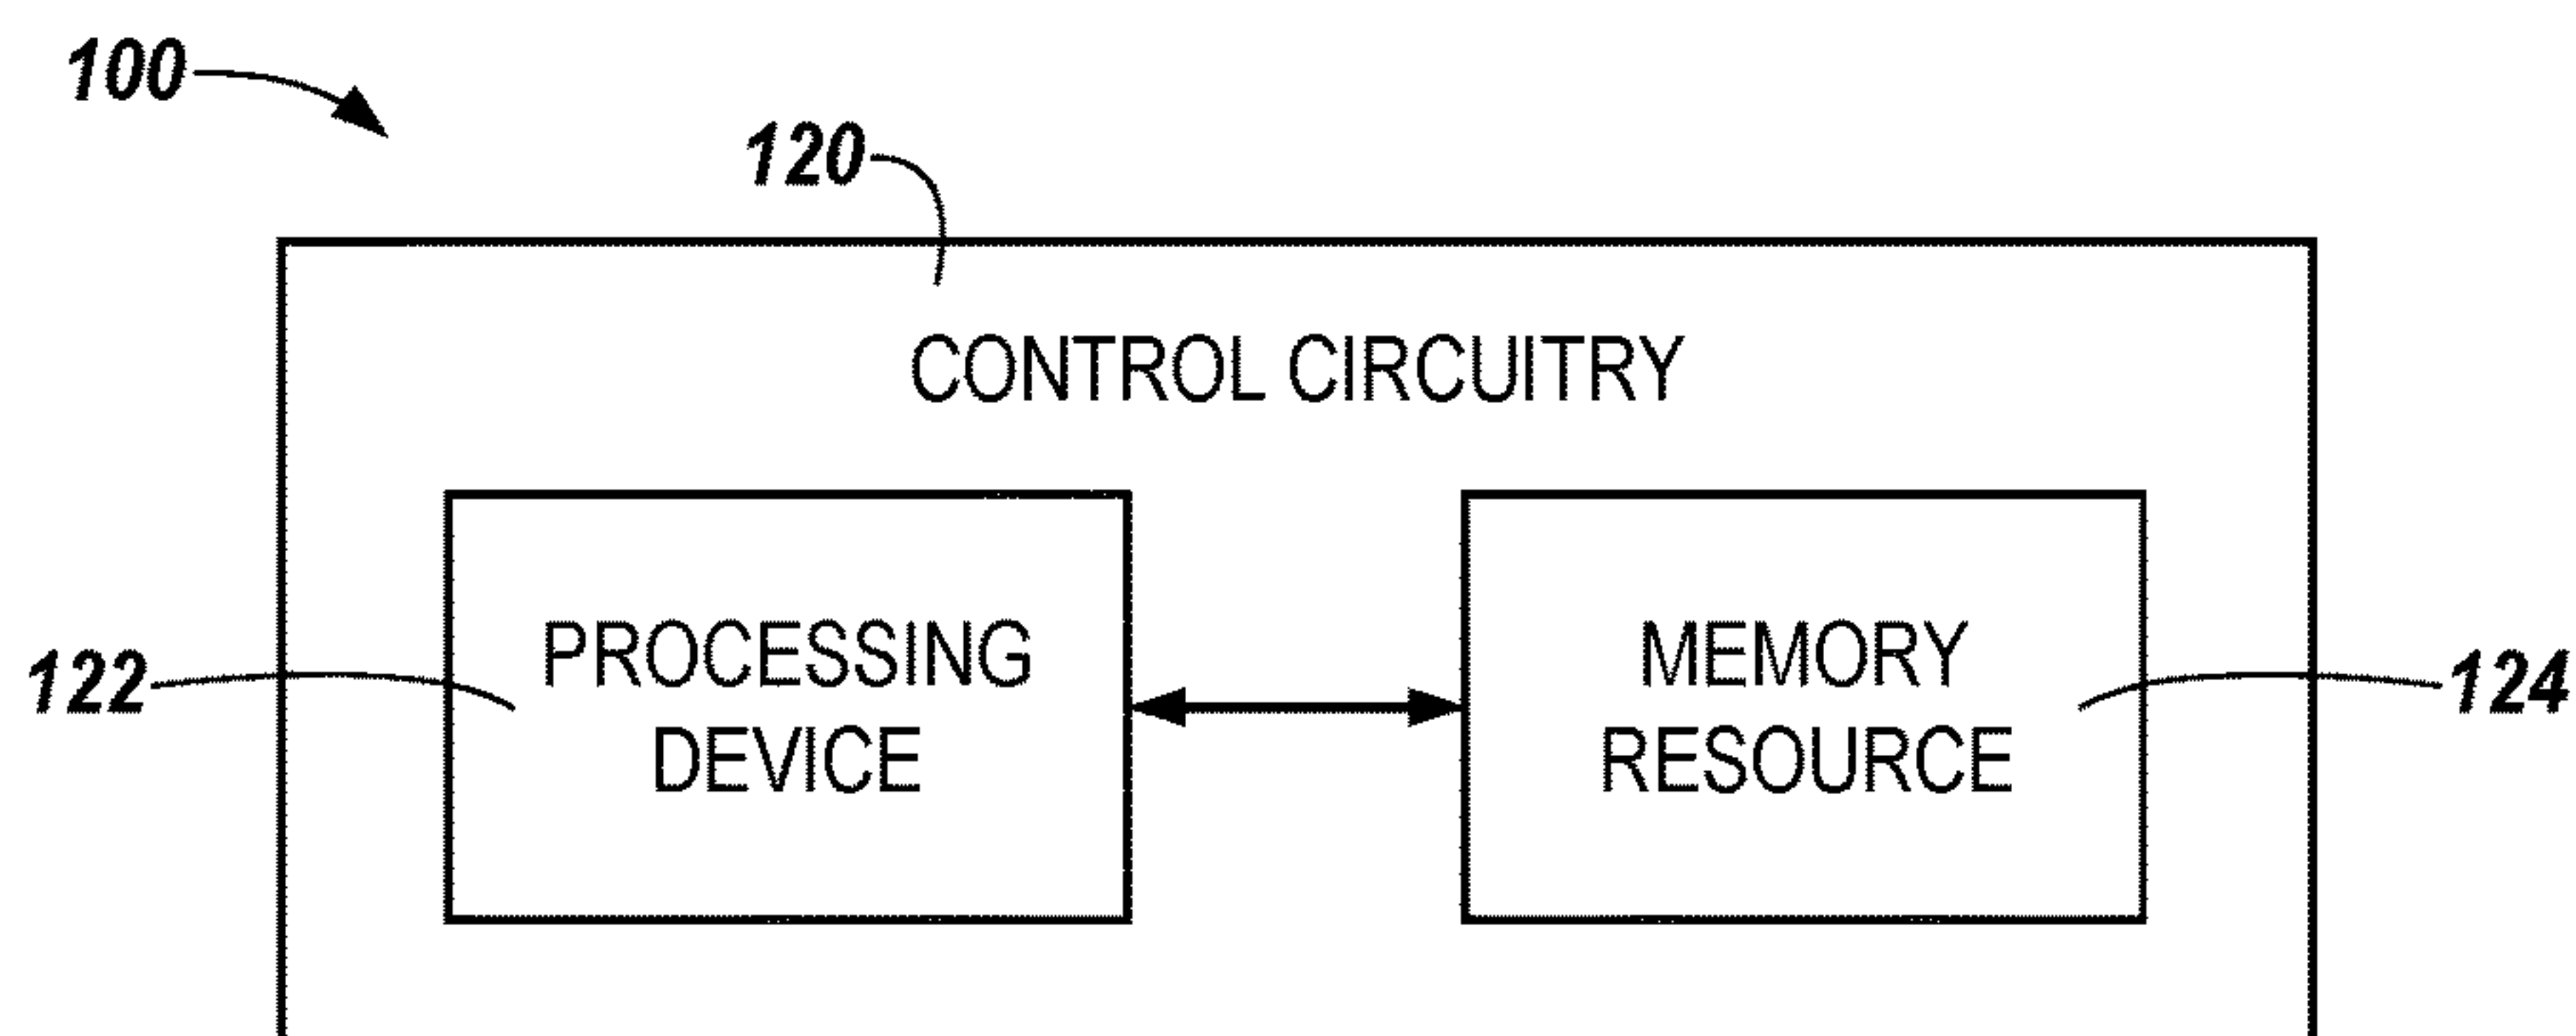 100
120
CONTROL CIRCUITRY
PROCESSING
DEVICE
MEMORY
RESOURCE
122
124